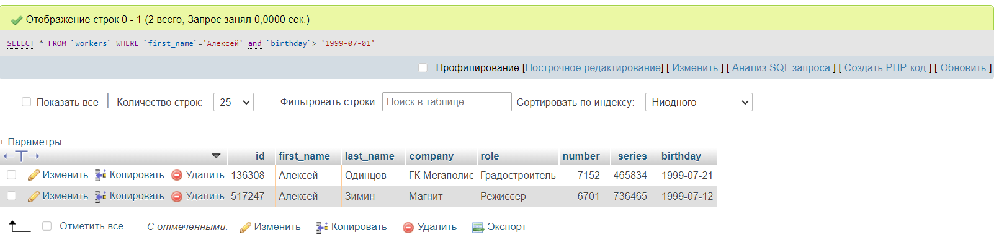 Отображение строк 0 - 1 (2 всего, Запрос занял 0,0000 сек.)
SELECT * FROM `workers` WHERE `first_name`='Алексей' and `birthday`> '1999-07-01'
Профилирование [Построчное редактирование] [ Изменить ] [ Анализ SQL запроса ] [ Создать PHP-код ] [ Обновить ]
Показать все | Количество строк: 25 Фильтровать строки: Поиск в таблице Сортировать по индексу: Ниодного
+ Параметры
←T→ id first_name last_name company role number series birthday
Изменить Копировать Удалить 136308 Алексей Одинцов ГК Мегаполис Градостроитель 7152 465834 1999-07-21
Изменить Копировать Удалить 517247 Алексей Зимин Магнит Режиссер 6701 736465 1999-07-12
Отметить все С отмеченными: Изменить Копировать Удалить Экспорт